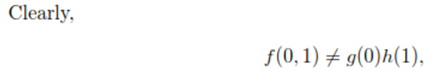 Clearly,
f(0, 1) ≠ g(0)h(1),